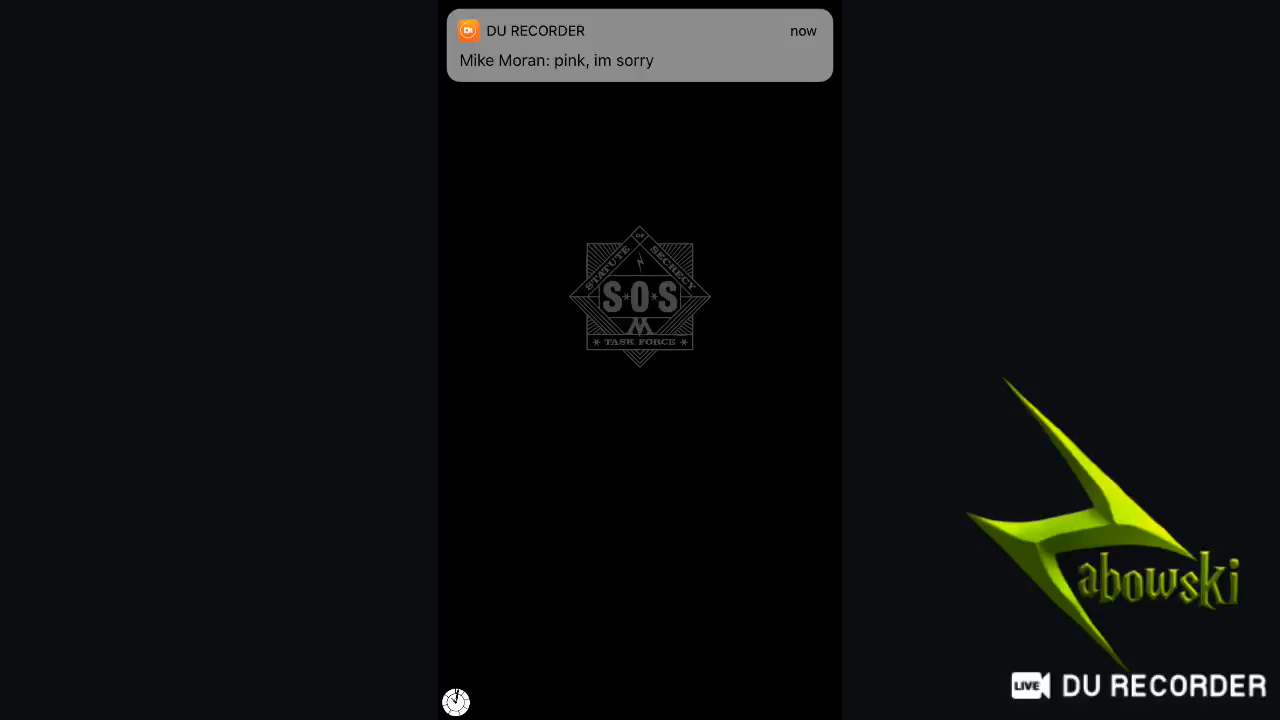 DU RECORDER
now
Mike Moran: pink, im sorry
OF
STATUTE
SECRECY
S*O*S
M
* TASK FORCE *
abowski
LIVE
DU RECORDER